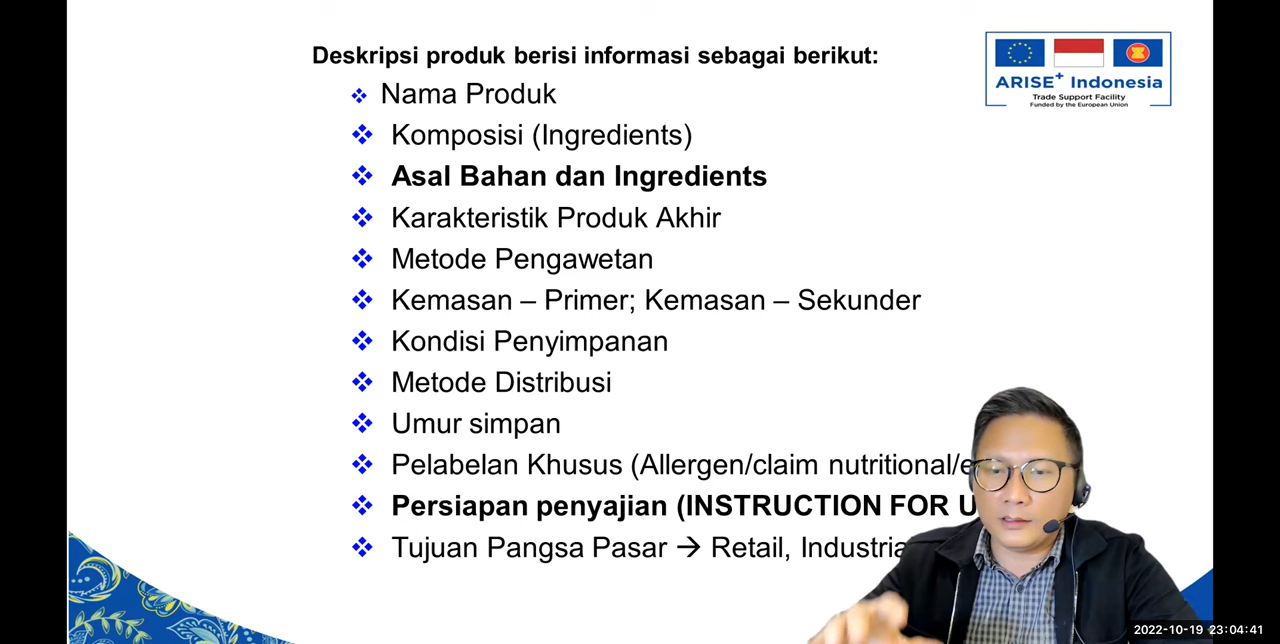 Deskripsi produk berisi informasi sebagai berikut:
Nama Produk
Komposisi (Ingredients)
Asal Bahan dan Ingredients
Karakteristik Produk Akhir
Metode Pengawetan
Kemasan – Primer; Kemasan – Sekunder
Kondisi Penyimpanan
Metode Distribusi
Umur simpan
Pelabelan Khusus (Allergen/claim nutritional/
Persiapan penyajian (INSTRUCTION FOR
Tujuan Pangsa Pasar → Retail,
ARISE+ Indonesia
Trade Support Facility
Funded by the European Union
2022-10-19 23:04:41